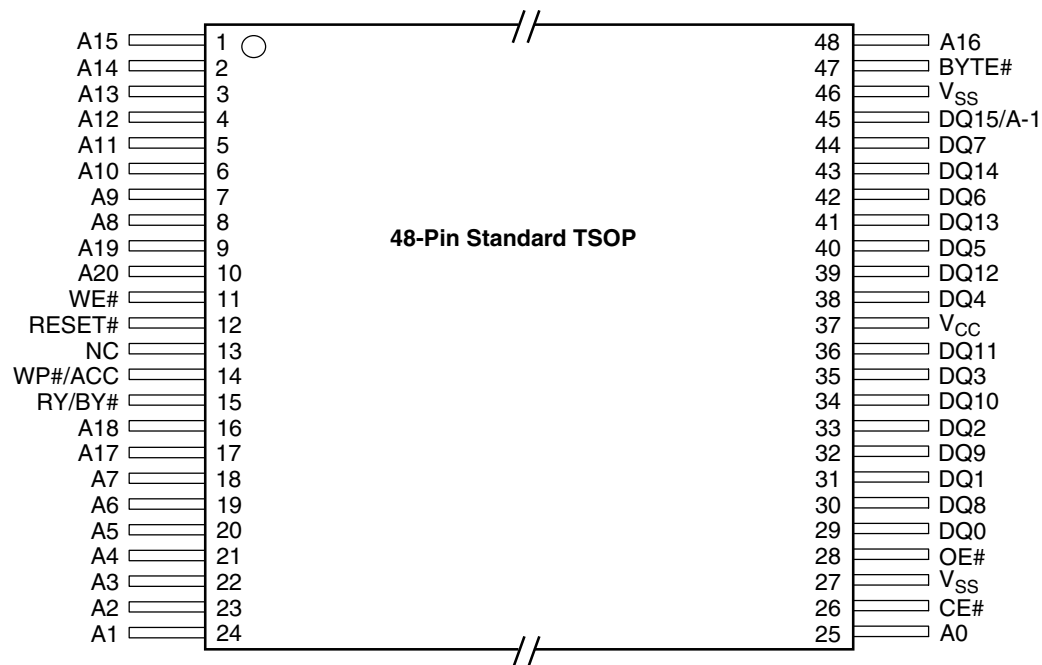 A15 1 48 A16
A14 2 47 BYTE#
A13 3 46 VSS
A12 4 45 DQ15/A-1
A11 5 44 DQ7
A10 6 43 DQ14
A9 7 42 DQ6
A8 8 41 DQ13
48-Pin Standard TSOP
A19 9 40 DQ5
A20 10 39 DQ12
WE# 11 38 DQ4
RESET# 12 37 VCC
NC 13 36 DQ11
WP#/ACC 14 35 DQ3
RY/BY# 15 34 DQ10
A18 16 33 DQ2
A17 17 32 DQ9
A7 18 31 DQ1
A6 19 30 DQ8
A5 20 29 DQ0
A4 21 28 OE#
A3 22 27 VSS
A2 23 26 CE#
A1 24 25 A0